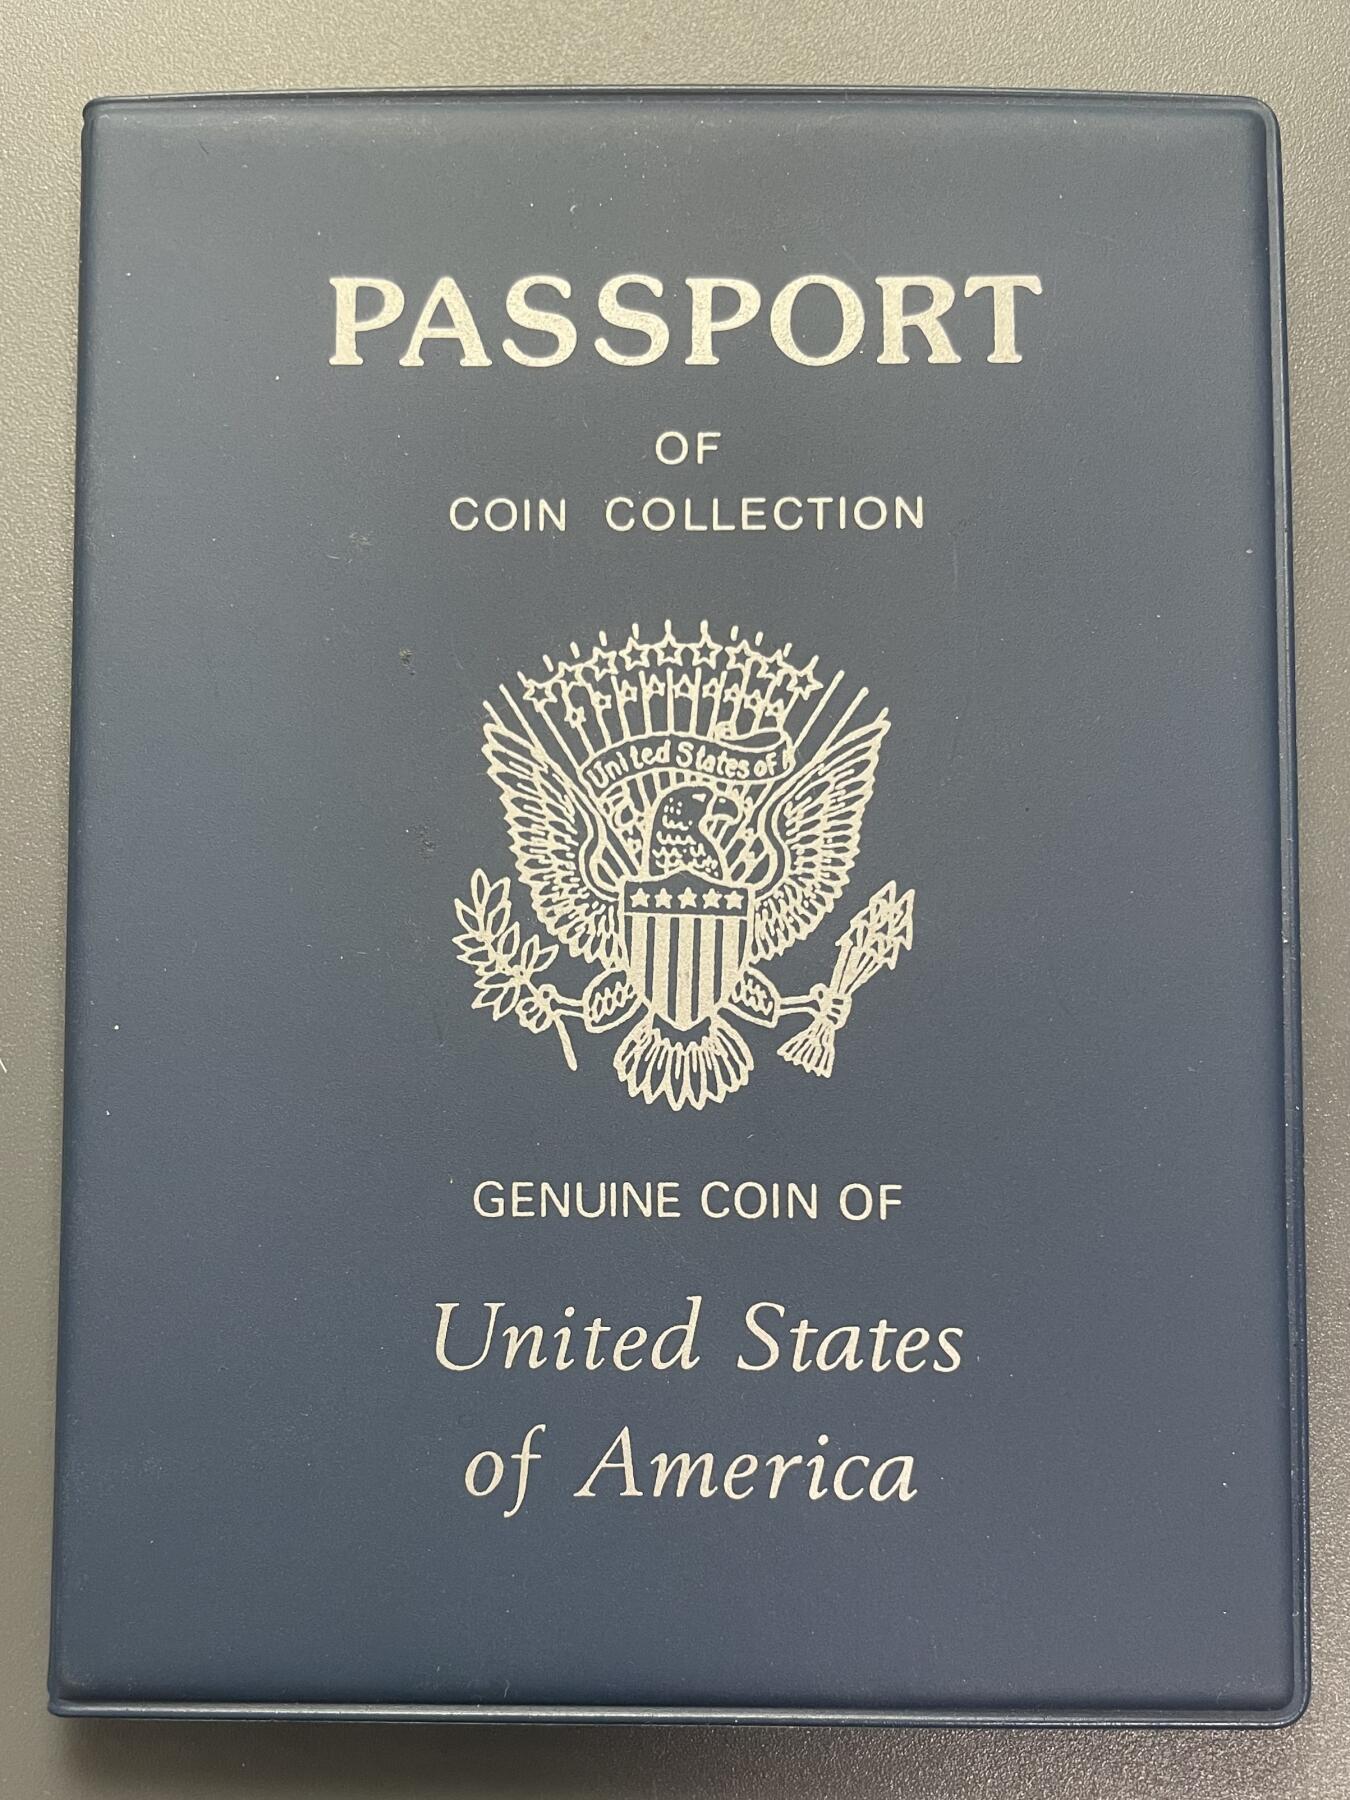 PASSPORT
OF
COIN COLLECTION
United States of
GENUINE COIN OF
United States
of America